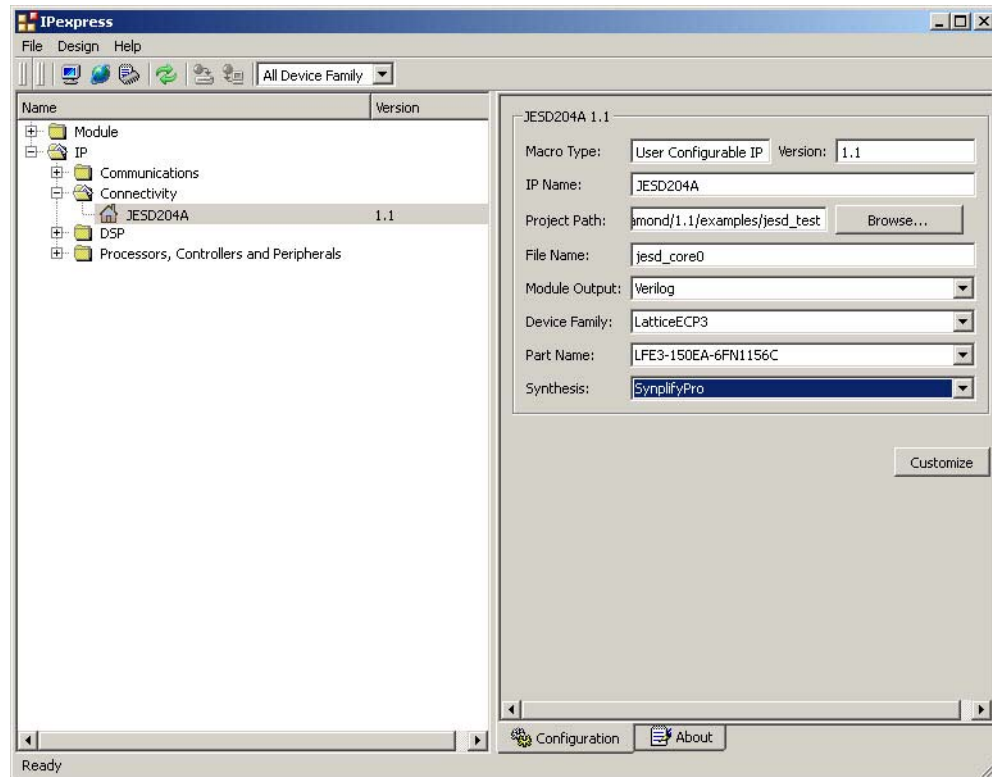 IPexpress
File Design Help
All Device Family
Name Version
Module
IP
Communications
Connectivity
JESD204A 1.1
DSP
Processors, Controllers and Peripherals
JESD204A 1.1
Macro Type: User Configurable IP Version: 1.1
IP Name: JESD204A
Project Path: amond/1.1/examples/jesd_test Browse...
File Name: jesd_core0
Module Output: Verilog
Device Family: LatticeECP3
Part Name: LFE3-150EA-6FN1156C
Synthesis: SynplifyPro
Customize
Configuration About
Ready